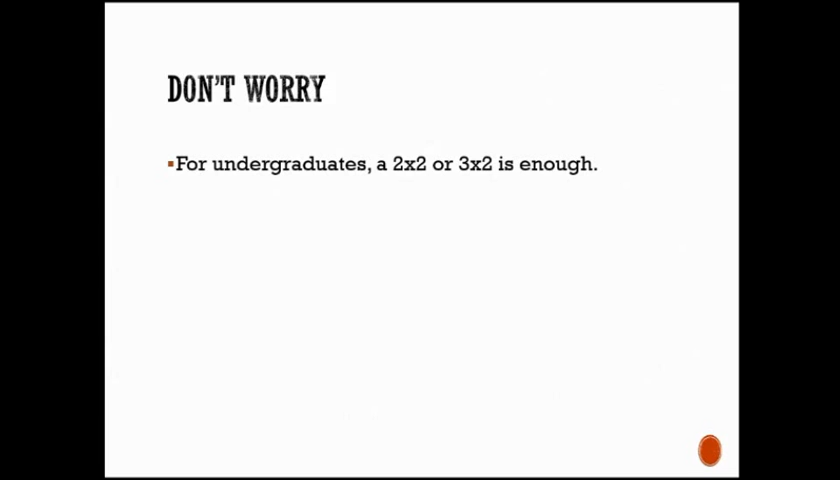 DON'T WORRY
▪For undergraduates, a 2x2 or 3x2 is enough.